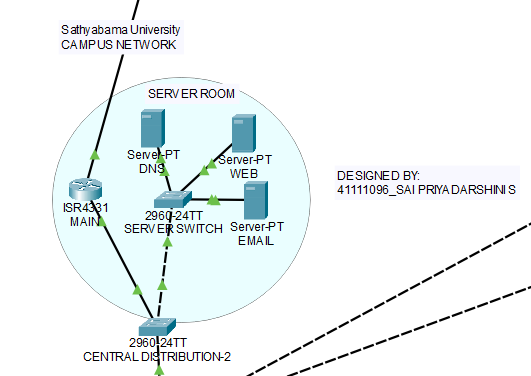 Sathyabama University
CAMPUS NETWORK
SERVER ROOM
Server-PT
DNS
Server-PT
WEB
ISR4331
MAIN
2960-24TT
SERVER SWITCH
Server-PT
EMAIL
DESIGNED BY:
41111096_SAI PRIYADARSHINI S
2960-24TT
CENTRAL DISTRIBUTION-2